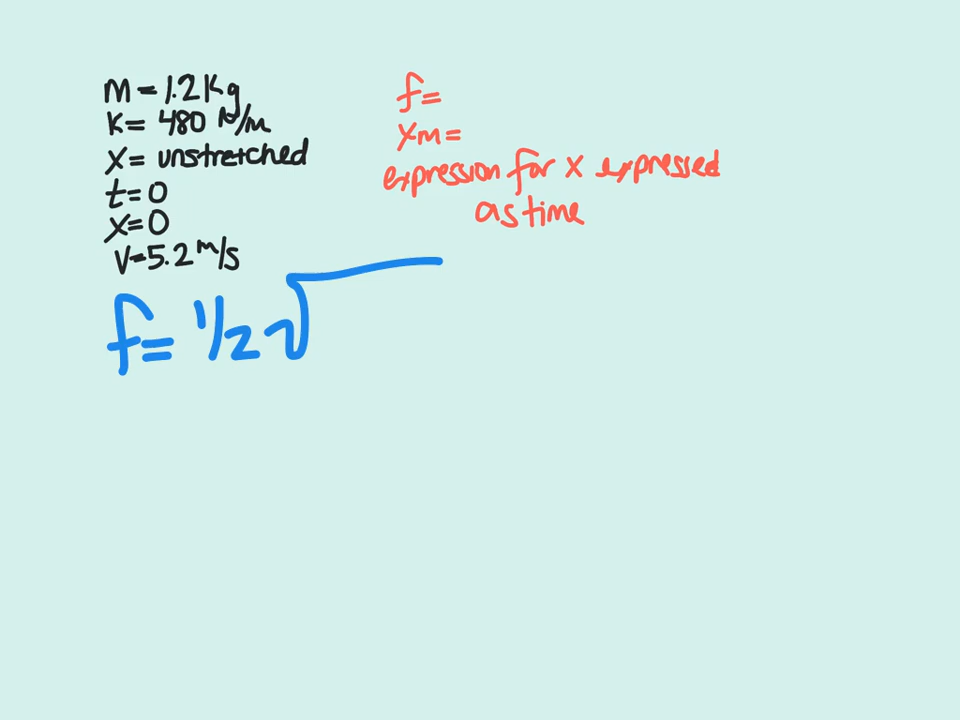 M = 1.2 Kg
K = 480 N/m
X = unstretched
t = 0
X = 0
V = 5.2 m/s
f =
Xm =
expression for X expressed
as time
f = 1/2 √